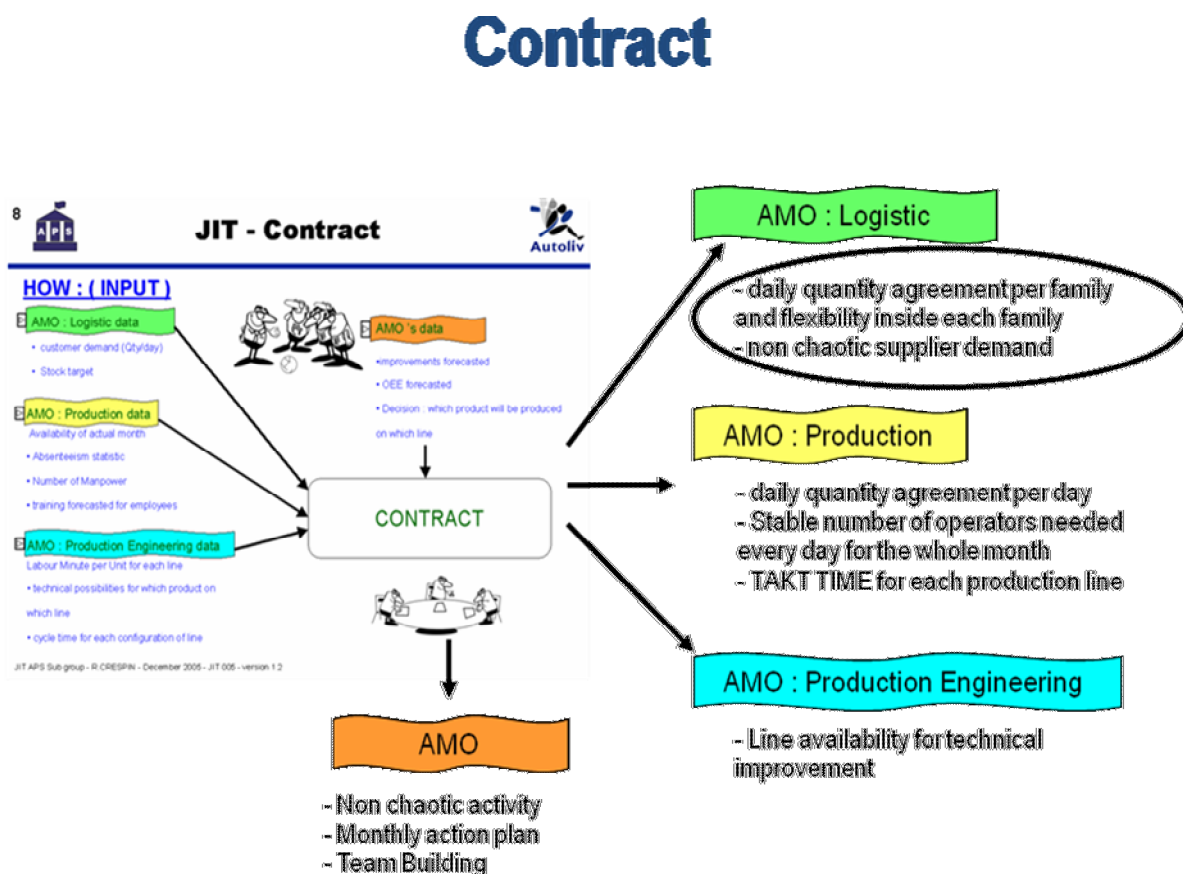 Contract
8
APS
JIT - Contract
Autoliv
HOW : ( INPUT )
AMO : Logistic data
• customer demand (Qty/day)
• Stock target
AMO : Production data
Availability of actual month
• Absenteeism statistic
• Number of Manpower
• training forecasted for employees
AMO : Production Engineering data
Labour Minute per Unit for each line
• technical possibilities for which product on
which line
• cycle time for each configuration of line
AMO 's data
•improvements forecasted
• OEE forecasted
• Decision : which product will be produced
on which line
CONTRACT
JIT APS Sub group - R.CRESPIN - December 2005 - JIT 005 - version 1.2
AMO : Logistic
- daily quantity agreement per family
and flexibility inside each family
- non chaotic supplier demand
AMO : Production
- daily quantity agreement per day
- Stable number of operators needed
every day for the whole month
- TAKT TIME for each production line
AMO : Production Engineering
- Line availability for technical
improvement
AMO
- Non chaotic activity
- Monthly action plan
- Team Building